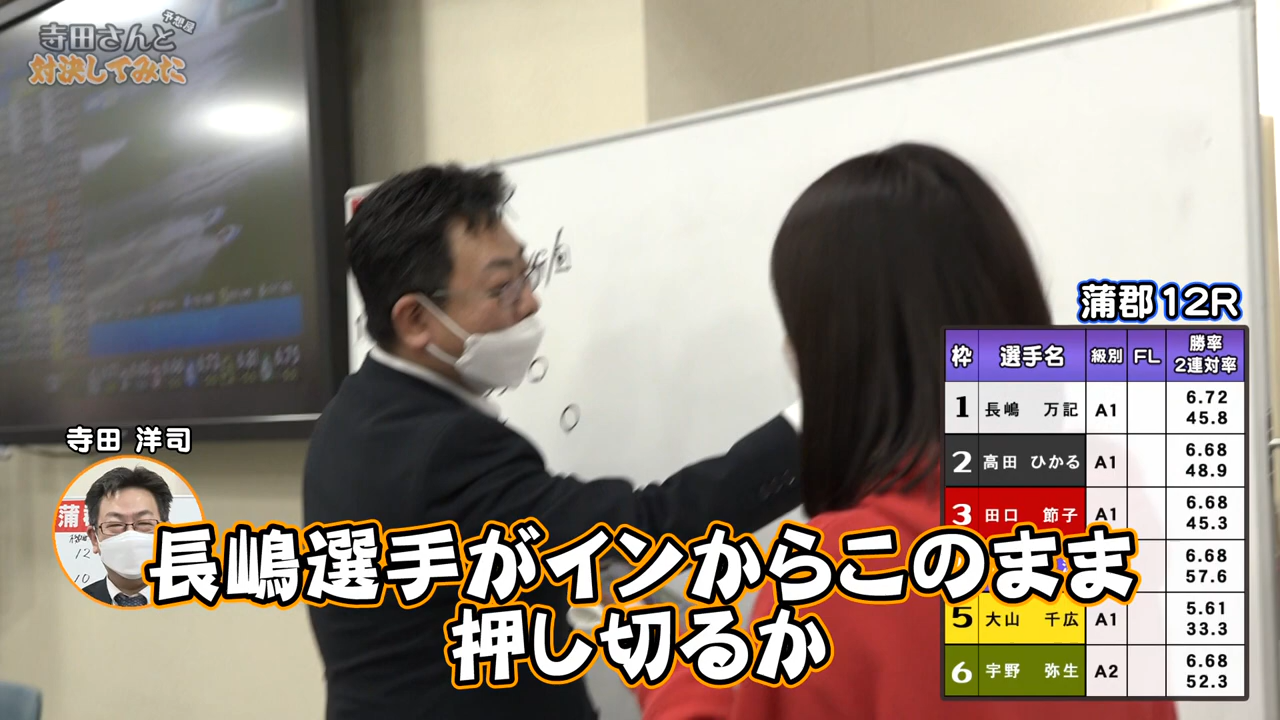 予想屋
寺田さんと
対決してみた
蒲郡12R
枠 選手名 級別 FL 勝率 2連対率
1 長嶋 万記 A1 6.72 45.8
2 高田 ひかる A1 6.68 48.9
3 田口 節子 A1 6.68 45.3
6.68 57.6
5 大山 千広 A1 5.61 33.3
6 宇野 弥生 A2 6.68 52.3
寺田 洋司
長嶋選手がインからこのまま
押し切るか